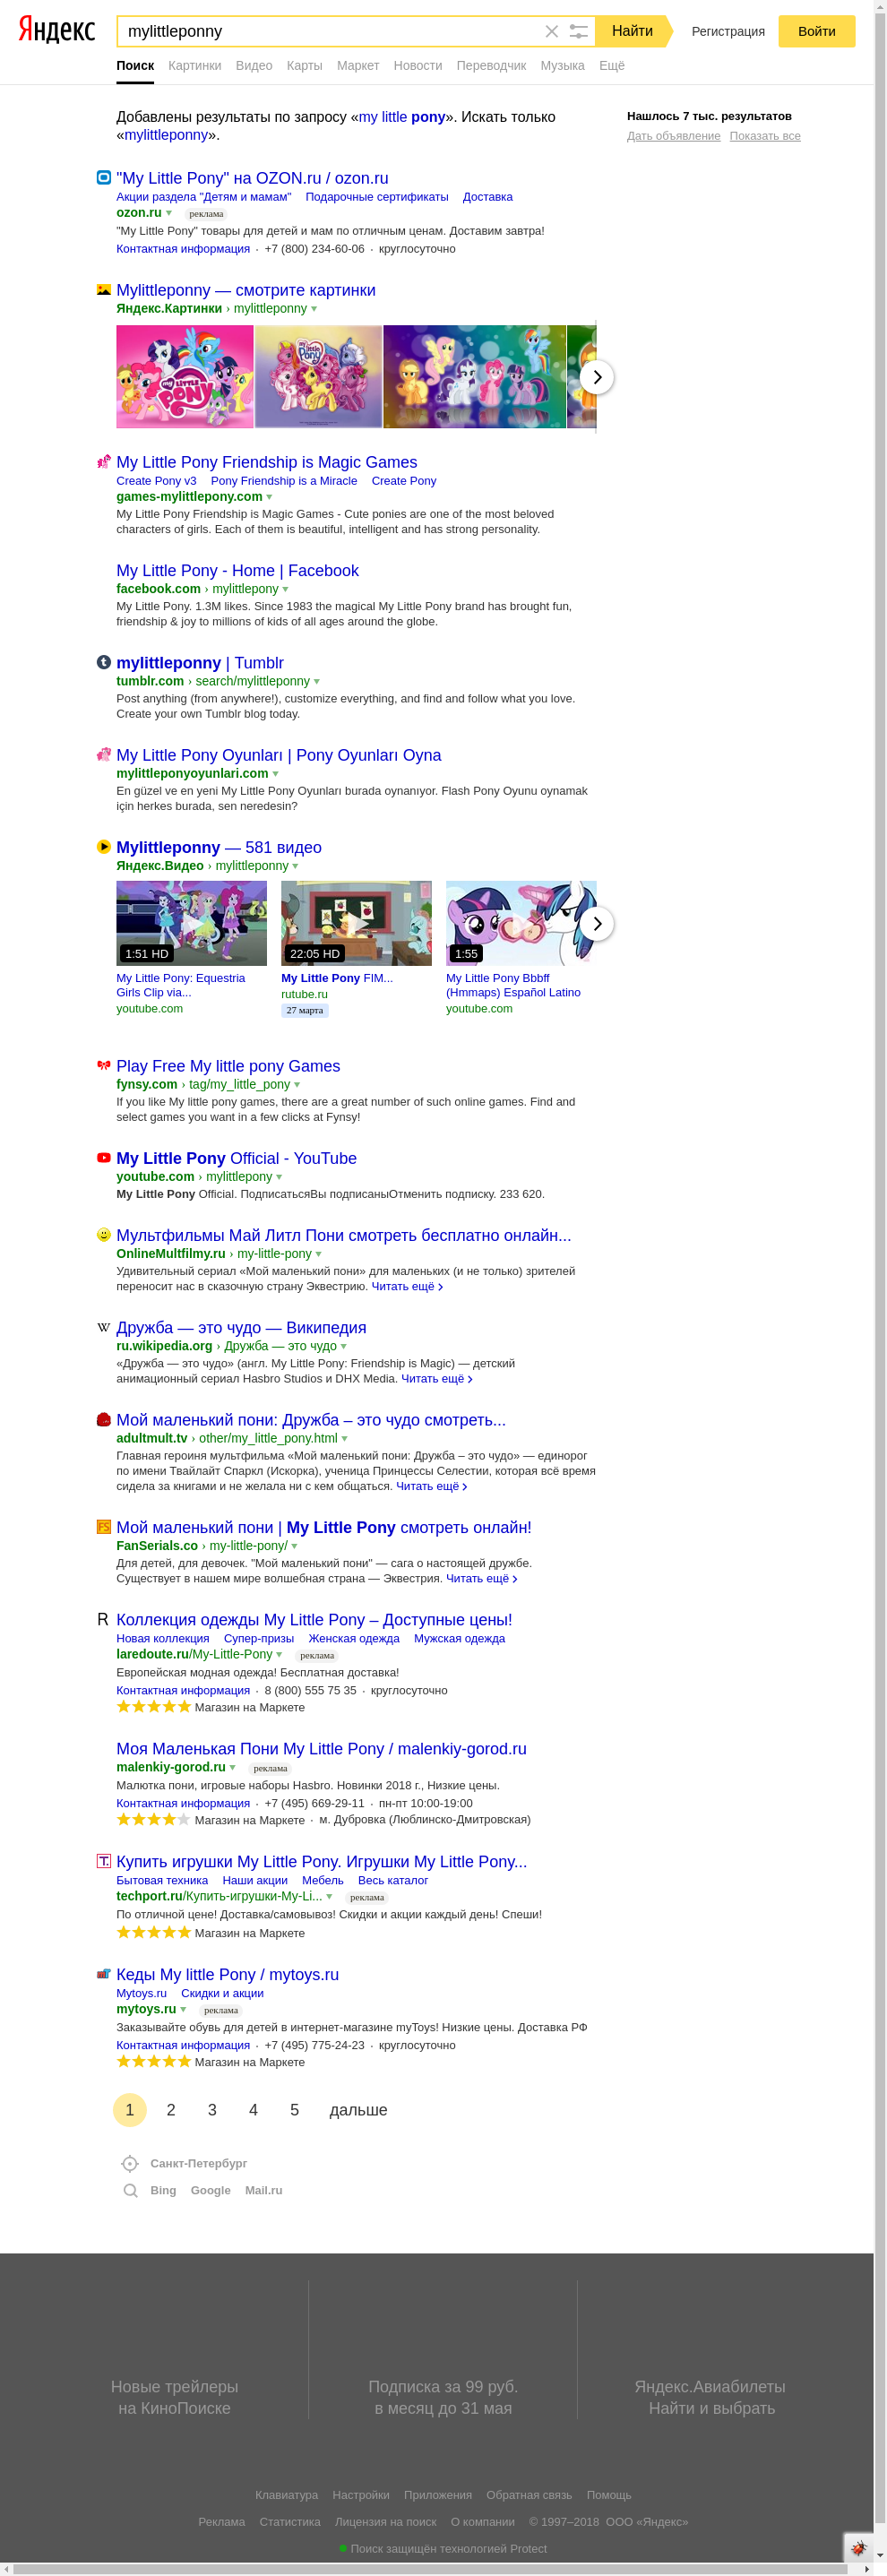 Яндекс
mylittleponny
Найти
Регистрация
Войти
Поиск Картинки Видео Карты Маркет Новости Переводчик Музыка Ещё
Добавлены результаты по запросу «my little pony». Искать только
«mylittleponny».
Нашлось 7 тыс. результатов
Дать объявление Показать все
"My Little Pony" на OZON.ru / ozon.ru
Акции раздела "Детям и мамам" Подарочные сертификаты Доставка
ozon.ru реклама
"My Little Pony" товары для детей и мам по отличным ценам. Доставим завтра!
Контактная информация · +7 (800) 234-60-06 · круглосуточно
Mylittleponny — смотрите картинки
Яндекс.Картинки › mylittleponny
My Little Pony Friendship is Magic Games
Create Pony v3 Pony Friendship is a Miracle Create Pony
games-mylittlepony.com
My Little Pony Friendship is Magic Games - Cute ponies are one of the most beloved
characters of girls. Each of them is beautiful, intelligent and has strong personality.
My Little Pony - Home | Facebook
facebook.com › mylittlepony
My Little Pony. 1.3M likes. Since 1983 the magical My Little Pony brand has brought fun,
friendship & joy to millions of kids of all ages around the globe.
mylittleponny | Tumblr
tumblr.com › search/mylittleponny
Post anything (from anywhere!), customize everything, and find and follow what you love.
Create your own Tumblr blog today.
My Little Pony Oyunları | Pony Oyunları Oyna
mylittleponyoyunlari.com
En güzel ve en yeni My Little Pony Oyunları burada oynanıyor. Flash Pony Oyunu oynamak
için herkes burada, sen neredesin?
Mylittleponny — 581 видео
Яндекс.Видео › mylittleponny
1:51 HD 22:05 HD 1:55
My Little Pony: Equestria My Little Pony FIM... My Little Pony Bbbff
Girls Clip via... rutube.ru (Hmmaps) Español Latino
youtube.com 27 марта youtube.com
Play Free My little pony Games
fynsy.com › tag/my_little_pony
If you like My little pony games, there are a great number of such online games. Find and
select games you want in a few clicks at Fynsy!
My Little Pony Official - YouTube
youtube.com › mylittlepony
My Little Pony Official. ПодписатьсяВы подписаныОтменить подписку. 233 620.
Мультфильмы Май Литл Пони смотреть бесплатно онлайн...
OnlineMultfilmy.ru › my-little-pony
Удивительный сериал «Мой маленький пони» для маленьких (и не только) зрителей
переносит нас в сказочную страну Эквестрию. Читать ещё
Дружба — это чудо — Википедия
ru.wikipedia.org › Дружба — это чудо
«Дружба — это чудо» (англ. My Little Pony: Friendship is Magic) — детский
анимационный сериал Hasbro Studios и DHX Media. Читать ещё
Мой маленький пони: Дружба – это чудо смотреть...
adultmult.tv › other/my_little_pony.html
Главная героиня мультфильма «Мой маленький пони: Дружба – это чудо» — единорог
по имени Твайлайт Спаркл (Искорка), ученица Принцессы Селестии, которая всё время
сидела за книгами и не желала ни с кем общаться. Читать ещё
Мой маленький пони | My Little Pony смотреть онлайн!
FanSerials.co › my-little-pony/
Для детей, для девочек. "Мой маленький пони" — сага о настоящей дружбе.
Существует в нашем мире волшебная страна — Эквестрия. Читать ещё
Коллекция одежды My Little Pony – Доступные цены!
Новая коллекция Супер-призы Женская одежда Мужская одежда
laredoute.ru/My-Little-Pony реклама
Европейская модная одежда! Бесплатная доставка!
Контактная информация · 8 (800) 555 75 35 · круглосуточно
Магазин на Маркете
Моя Маленькая Пони My Little Pony / malenkiy-gorod.ru
malenkiy-gorod.ru реклама
Малютка пони, игровые наборы Hasbro. Новинки 2018 г., Низкие цены.
Контактная информация · +7 (495) 669-29-11 · пн-пт 10:00-19:00
Магазин на Маркете · м. Дубровка (Люблинско-Дмитровская)
Купить игрушки My Little Pony. Игрушки My Little Pony...
Бытовая техника Наши акции Мебель Весь каталог
techport.ru/Купить-игрушки-My-Li... реклама
По отличной цене! Доставка/самовывоз! Скидки и акции каждый день! Спеши!
Магазин на Маркете
Кеды My little Pony / mytoys.ru
Mytoys.ru Скидки и акции
mytoys.ru реклама
Заказывайте обувь для детей в интернет-магазине myToys! Низкие цены. Доставка РФ
Контактная информация · +7 (495) 775-24-23 · круглосуточно
Магазин на Маркете
1 2 3 4 5 дальше
Санкт-Петербург
Bing Google Mail.ru
Новые трейлеры Подписка за 99 руб. Яндекс.Авиабилеты
на КиноПоиске в месяц до 31 мая Найти и выбрать
Клавиатура Настройки Приложения Обратная связь Помощь
Реклама Статистика Лицензия на поиск О компании © 1997–2018 ООО «Яндекс»
Поиск защищён технологией Protect